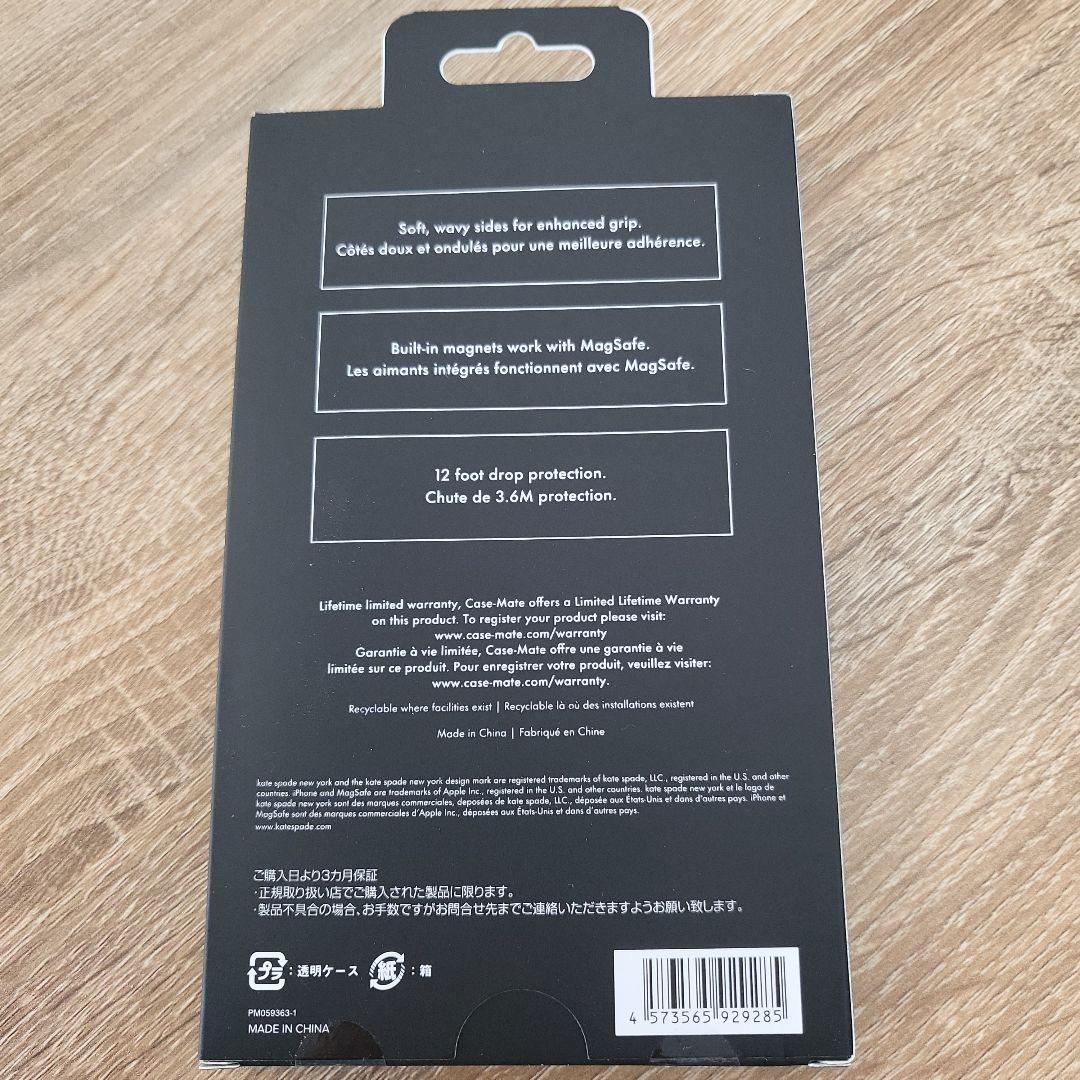 Soft, wavy sides for enhanced grip.
Côtés doux et ondulés pour une meilleure adhérence.
Built-in magnets work with MagSafe.
Les aimants intégrés fonctionnent avec MagSafe.
12 foot drop protection.
Chute de 3.6M protection.
Lifetime limited warranty, Case-Mate offers a Limited Lifetime Warranty
on this product. To register your product please visit:
www.case-mate.com/warranty
Garantie à vie limitée, Case-Mate offre une garantie à vie
limitée sur ce produit. Pour enregistrer votre produit, veuillez visiter:
www.case-mate.com/warranty.
Recyclable where facilities exist | Recyclable là où des installations existent
Made in China | Fabriqué en Chine
kate spade new york and the kate spade new york design mark are registered trademarks of kate spade, LLC., registered in the U.S. and other
countries. iPhone and MagSafe are trademarks of Apple Inc., registered in the U.S. and other countries. kate spade new york et le logo de
kate spade new york sont des marques commerciales, deposées de kate spade, LLC., déposée aux États-Unis et dans d'autres pays. iPhone et
MagSafe sont des marques commerciales d'Apple Inc., déposées aux États-Unis et dans d'autres pays.
www.katespade.com
ご購入日より3カ月保証
・正規取り扱い店でご購入された製品に限ります。
・製品不具合の場合、お手数ですがお問合せ先までご連絡いただきますようお願い致します。
プラ:透明ケース 紙:箱
PM059363-1
MADE IN CHINA
4 573565 929285